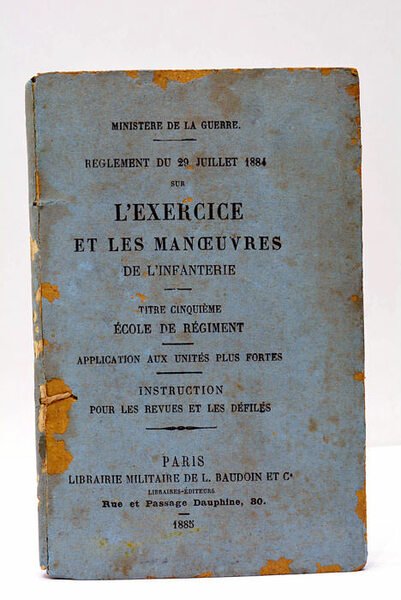 MINISTERE DE LA GUERRE.
RÈGLEMENT DU 29 JUILLET 1884
SUR
L'EXERCICE
ET LES MANŒUVRES
DE L'INFANTERIE
TITRE CINQUIÈME
ÉCOLE DE RÉGIMENT
APPLICATION AUX UNITÉS PLUS FORTES
INSTRUCTION
POUR LES REVUES ET LES DÉFILÉS
PARIS
LIBRAIRIE MILITAIRE DE L. BAUDOIN ET Cᵉ
LIBRAIRES-ÉDITEURS
Rue et Passage Dauphine, 30.
1885